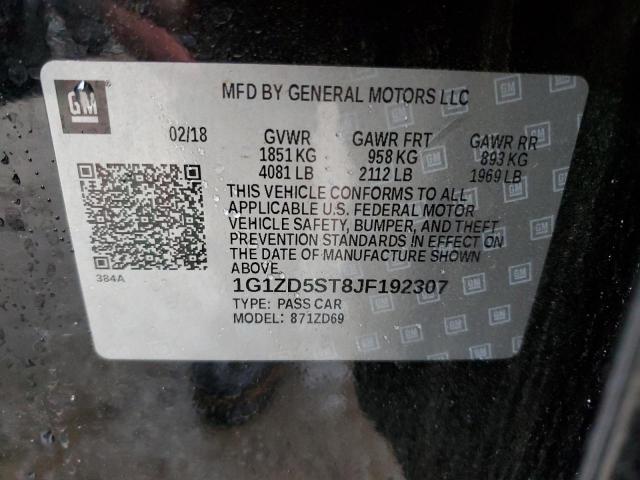 GM
MFD BY GENERAL MOTORS LLC
02/18 GVWR GAWR FRT GAWR RR
1851 KG 958 KG 893 KG
4081 LB 2112 LB 1969 LB
THIS VEHICLE CONFORMS TO ALL
APPLICABLE U.S. FEDERAL MOTOR
VEHICLE SAFETY, BUMPER, AND THEFT
PREVENTION STANDARDS IN EFFECT ON
THE DATE OF MANUFACTURE SHOWN
ABOVE.
384A
1G1ZD5ST8JF192307
TYPE: PASS CAR
MODEL: 871ZD69